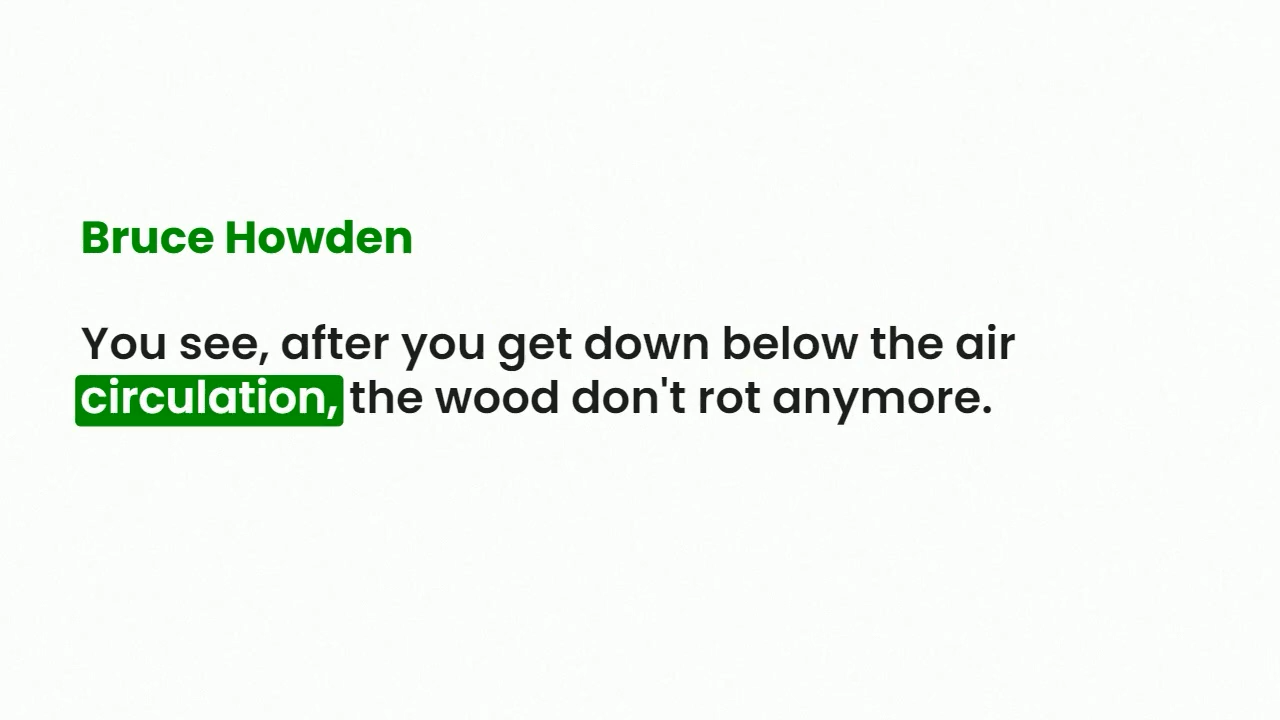 Bruce Howden
You see, after you get down below the air
circulation, the wood don't rot anymore.